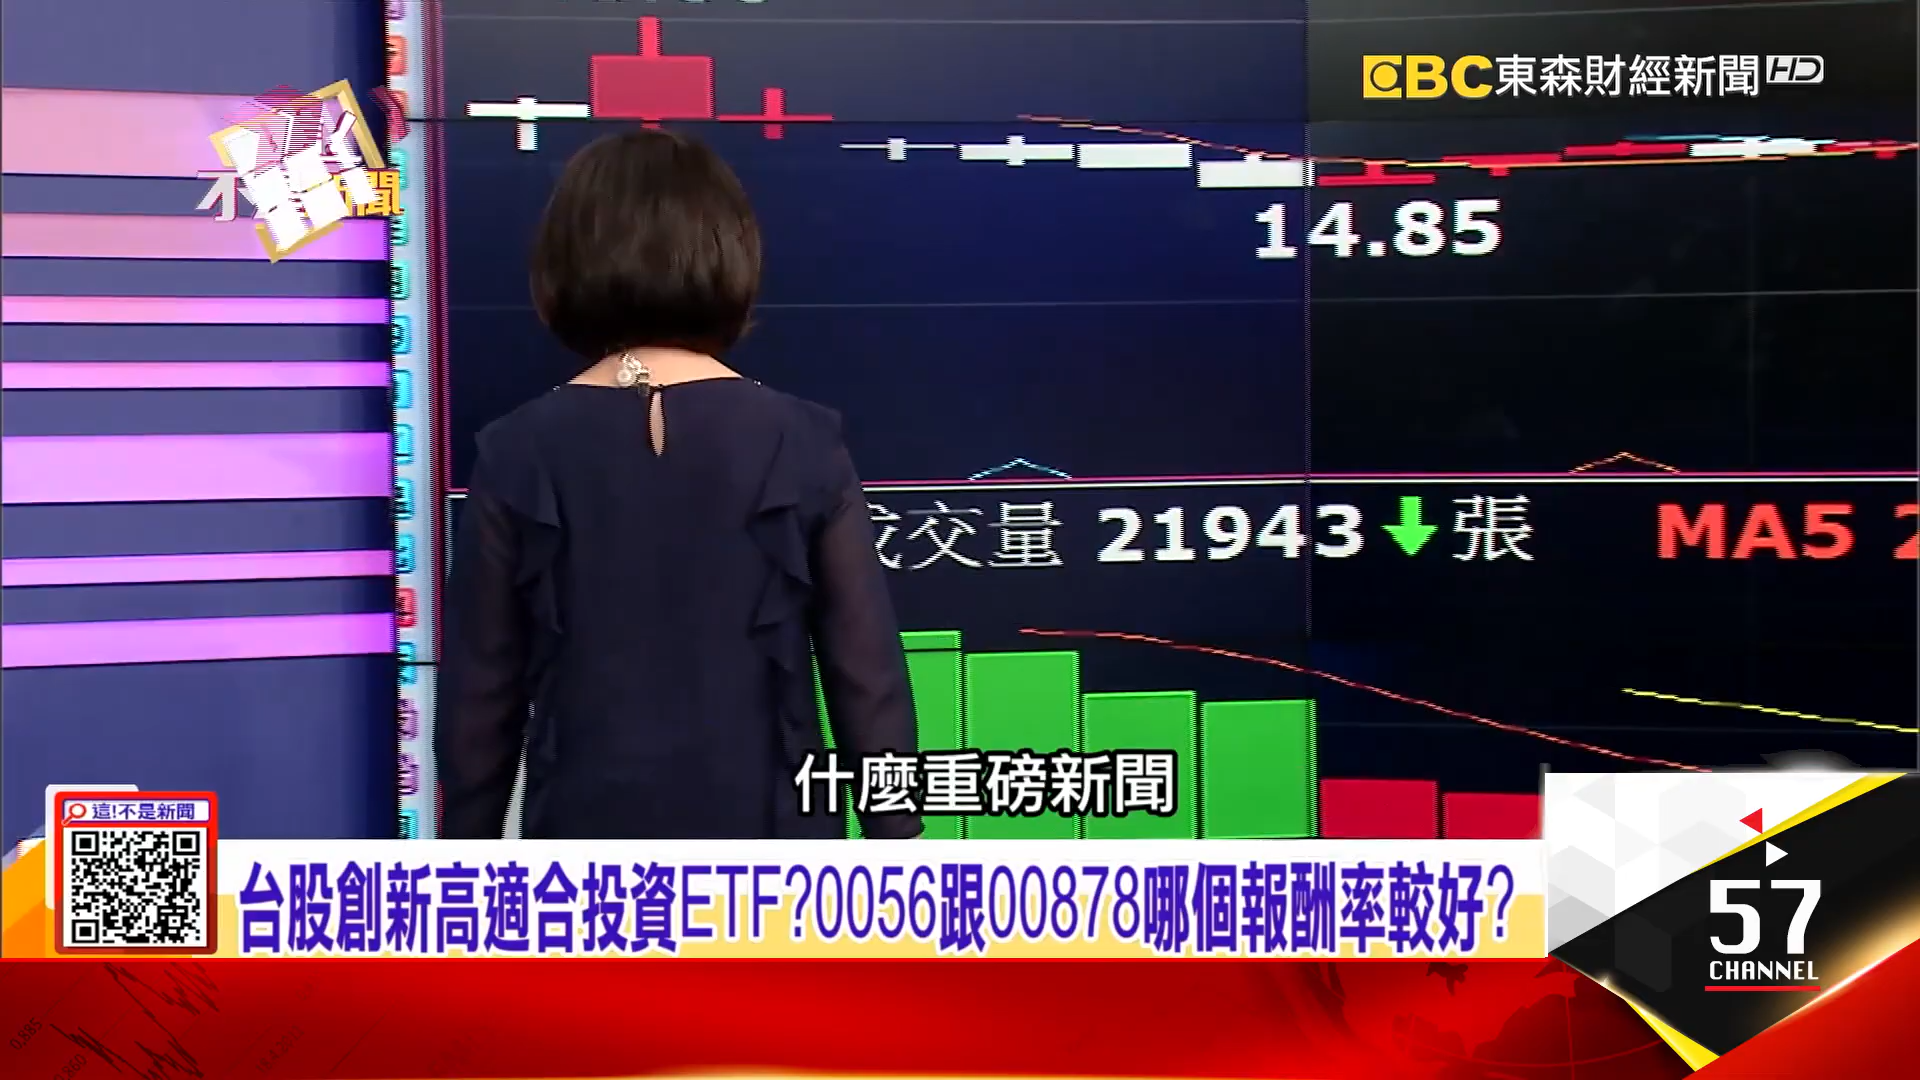 EBC東森財經新聞HD
14.85
成交量 21943 張
MA5
什麼重磅新聞
這!不是新聞
台股創新高適合投資ETF?0056跟00878哪個報酬率較好?
57
CHANNEL